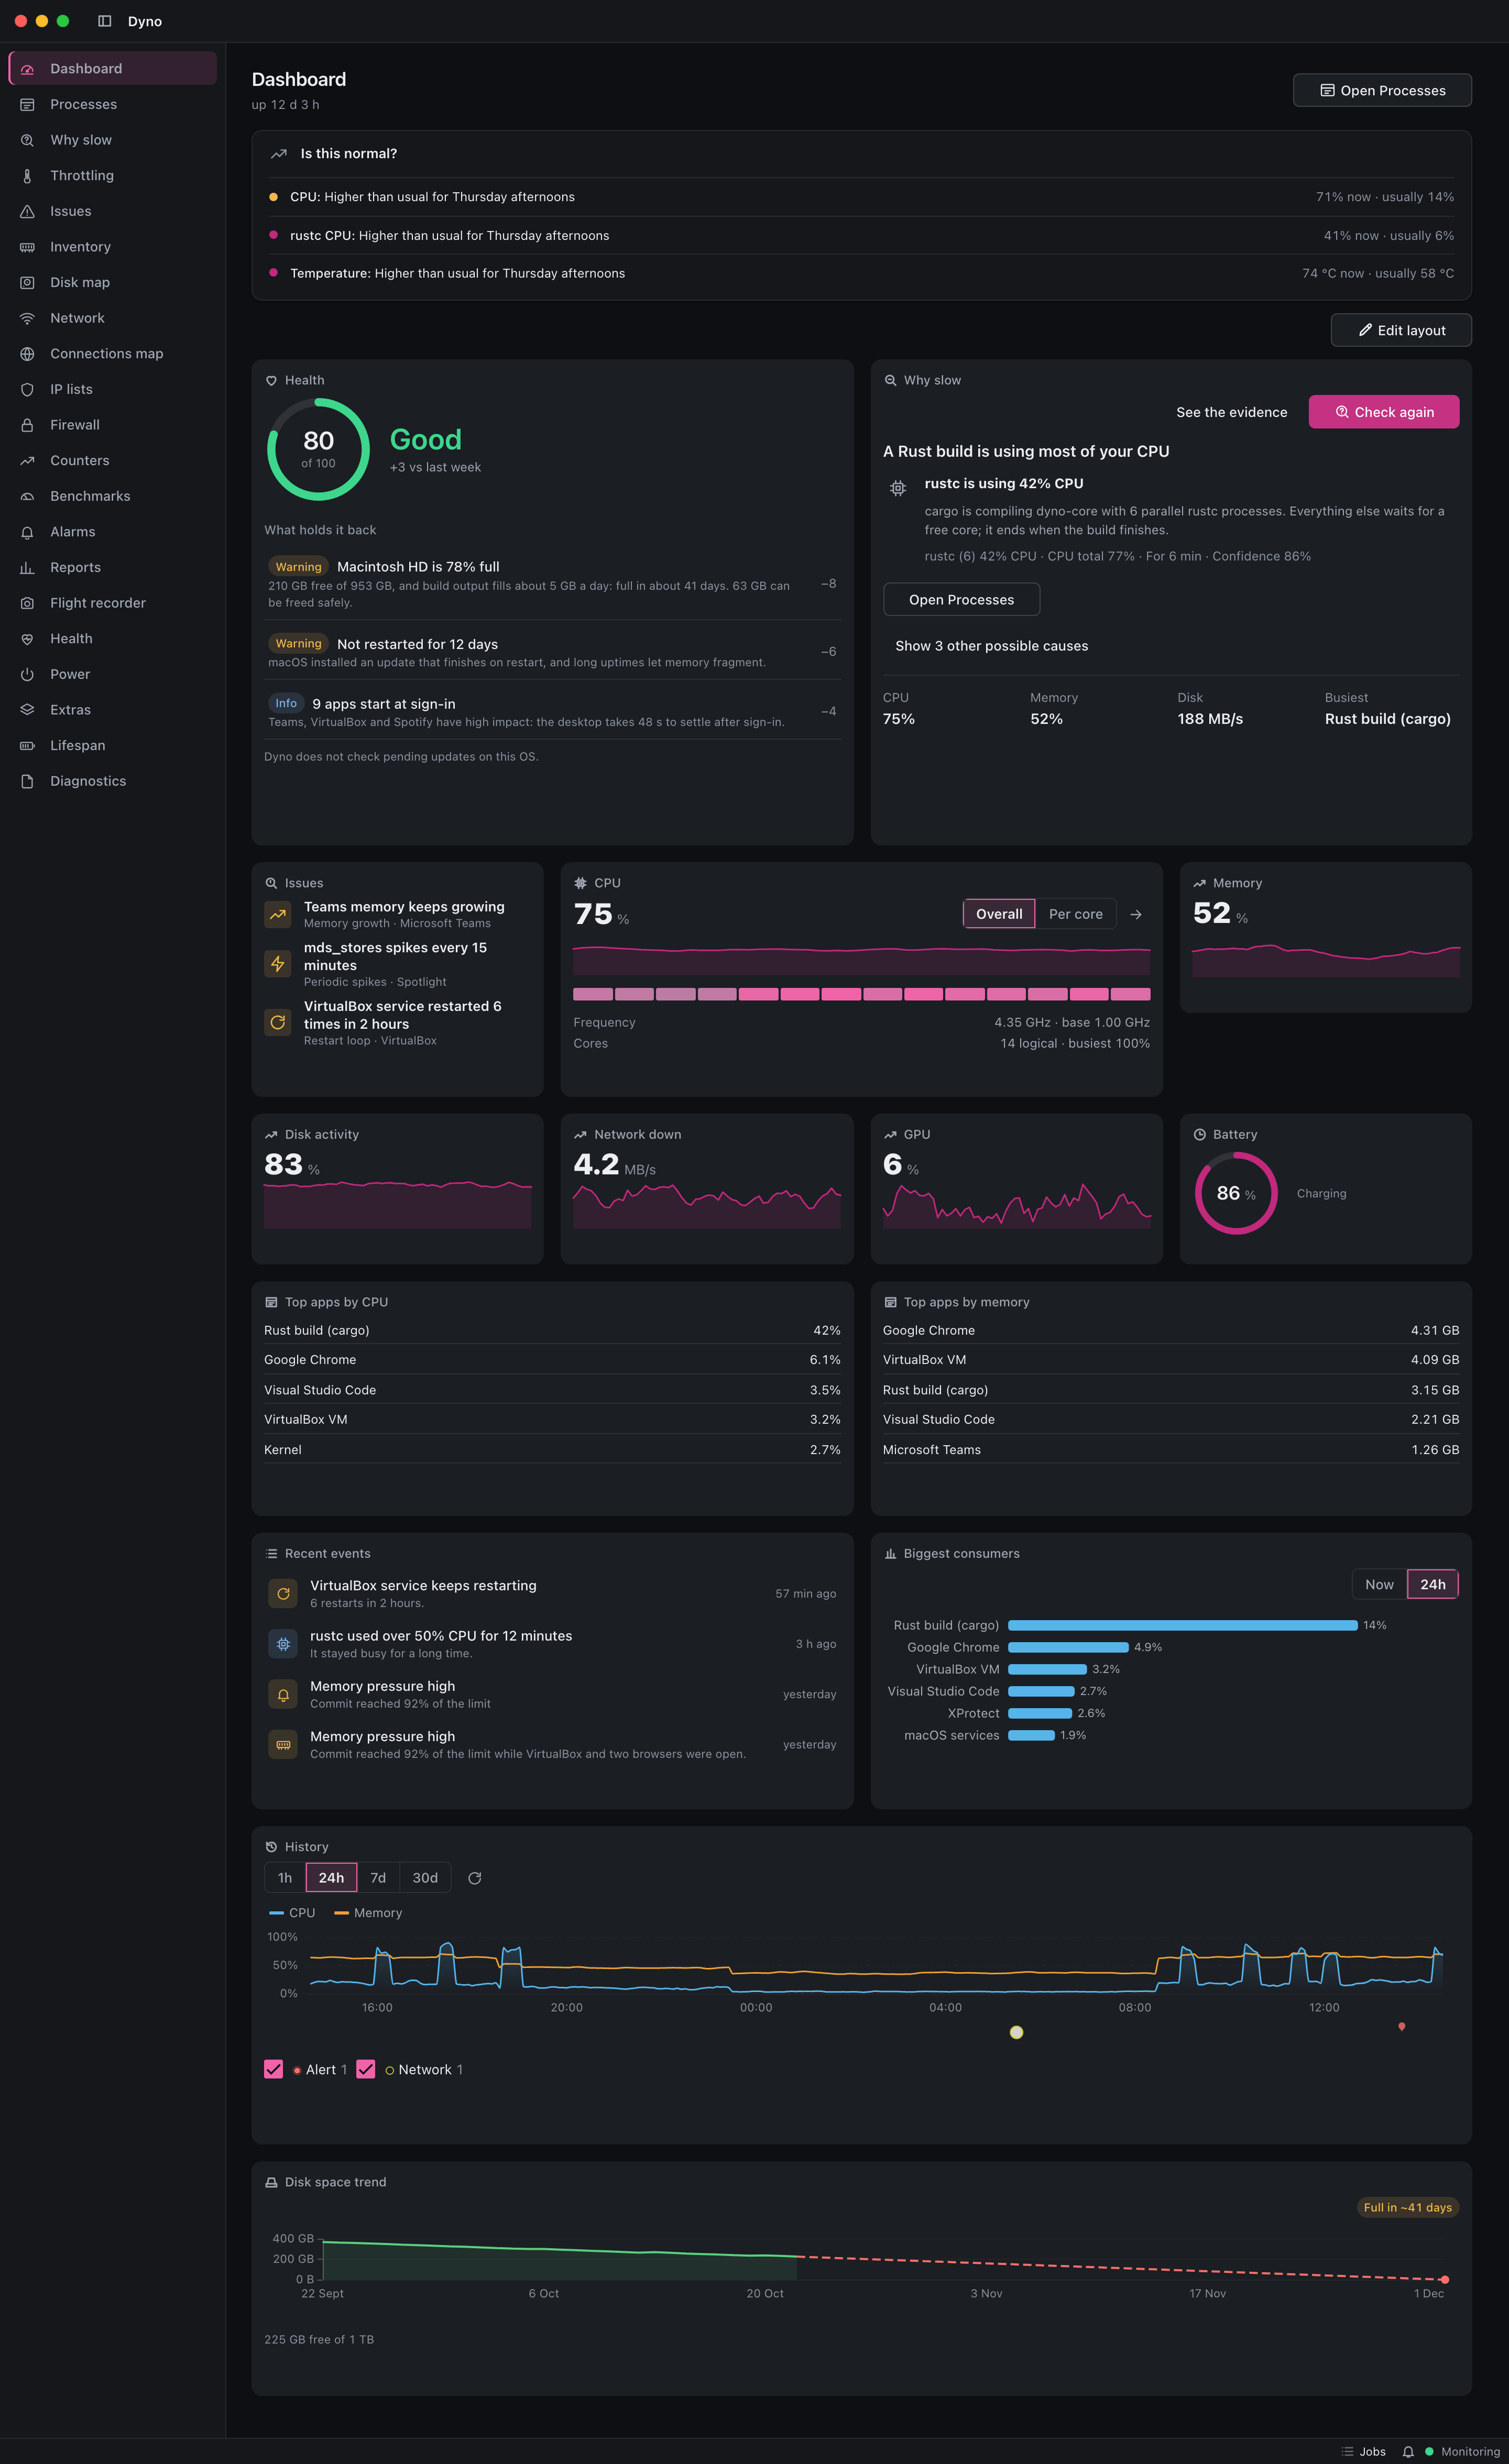 Dyno
Dashboard
Processes
Why slow
Throttling
Issues
Inventory
Disk map
Network
Connections map
IP lists
Firewall
Counters
Benchmarks
Alarms
Reports
Flight recorder
Health
Power
Extras
Lifespan
Diagnostics
Dashboard
up 12 d 3 h
Open Processes
Is this normal?
CPU: Higher than usual for Thursday afternoons
71% now · usually 14%
rustc CPU: Higher than usual for Thursday afternoons
41% now · usually 6%
Temperature: Higher than usual for Thursday afternoons
74 °C now · usually 58 °C
Edit layout
Health
80
of 100
Good
+3 vs last week
What holds it back
Warning Macintosh HD is 78% full
210 GB free of 953 GB, and build output fills about 5 GB a day: full in about 41 days. 63 GB can
be freed safely.
−8
Warning Not restarted for 12 days
macOS installed an update that finishes on restart, and long uptimes let memory fragment.
−6
Info 9 apps start at sign-in
Teams, VirtualBox and Spotify have high impact: the desktop takes 48 s to settle after sign-in.
−4
Dyno does not check pending updates on this OS.
Why slow
See the evidence
Check again
A Rust build is using most of your CPU
rustc is using 42% CPU
cargo is compiling dyno-core with 6 parallel rustc processes. Everything else waits for a
free core; it ends when the build finishes.
rustc (6) 42% CPU · CPU total 77% · For 6 min · Confidence 86%
Open Processes
Show 3 other possible causes
CPU Memory Disk Busiest
75% 52% 188 MB/s Rust build (cargo)
Issues
Teams memory keeps growing
Memory growth · Microsoft Teams
mds_stores spikes every 15
minutes
Periodic spikes · Spotlight
VirtualBox service restarted 6
times in 2 hours
Restart loop · VirtualBox
CPU
75 %
Overall Per core
Frequency 4.35 GHz · base 1.00 GHz
Cores 14 logical · busiest 100%
Memory
52 %
Disk activity
83 %
Network down
4.2 MB/s
GPU
6 %
Battery
86 %
Charging
Top apps by CPU
Rust build (cargo) 42%
Google Chrome 6.1%
Visual Studio Code 3.5%
VirtualBox VM 3.2%
Kernel 2.7%
Top apps by memory
Google Chrome 4.31 GB
VirtualBox VM 4.09 GB
Rust build (cargo) 3.15 GB
Visual Studio Code 2.21 GB
Microsoft Teams 1.26 GB
Recent events
VirtualBox service keeps restarting
6 restarts in 2 hours.
57 min ago
rustc used over 50% CPU for 12 minutes
It stayed busy for a long time.
3 h ago
Memory pressure high
Commit reached 92% of the limit
yesterday
Memory pressure high
Commit reached 92% of the limit while VirtualBox and two browsers were open.
yesterday
Biggest consumers
Now 24h
Rust build (cargo) 14%
Google Chrome 4.9%
VirtualBox VM 3.2%
Visual Studio Code 2.7%
XProtect 2.6%
macOS services 1.9%
History
1h 24h 7d 30d
CPU Memory
100%
50%
0%
16:00 20:00 00:00 04:00 08:00 12:00
Alert 1 Network 1
Disk space trend
Full in ~41 days
400 GB
200 GB
0 B
22 Sept 6 Oct 20 Oct 3 Nov 17 Nov 1 Dec
225 GB free of 1 TB
Jobs Monitoring